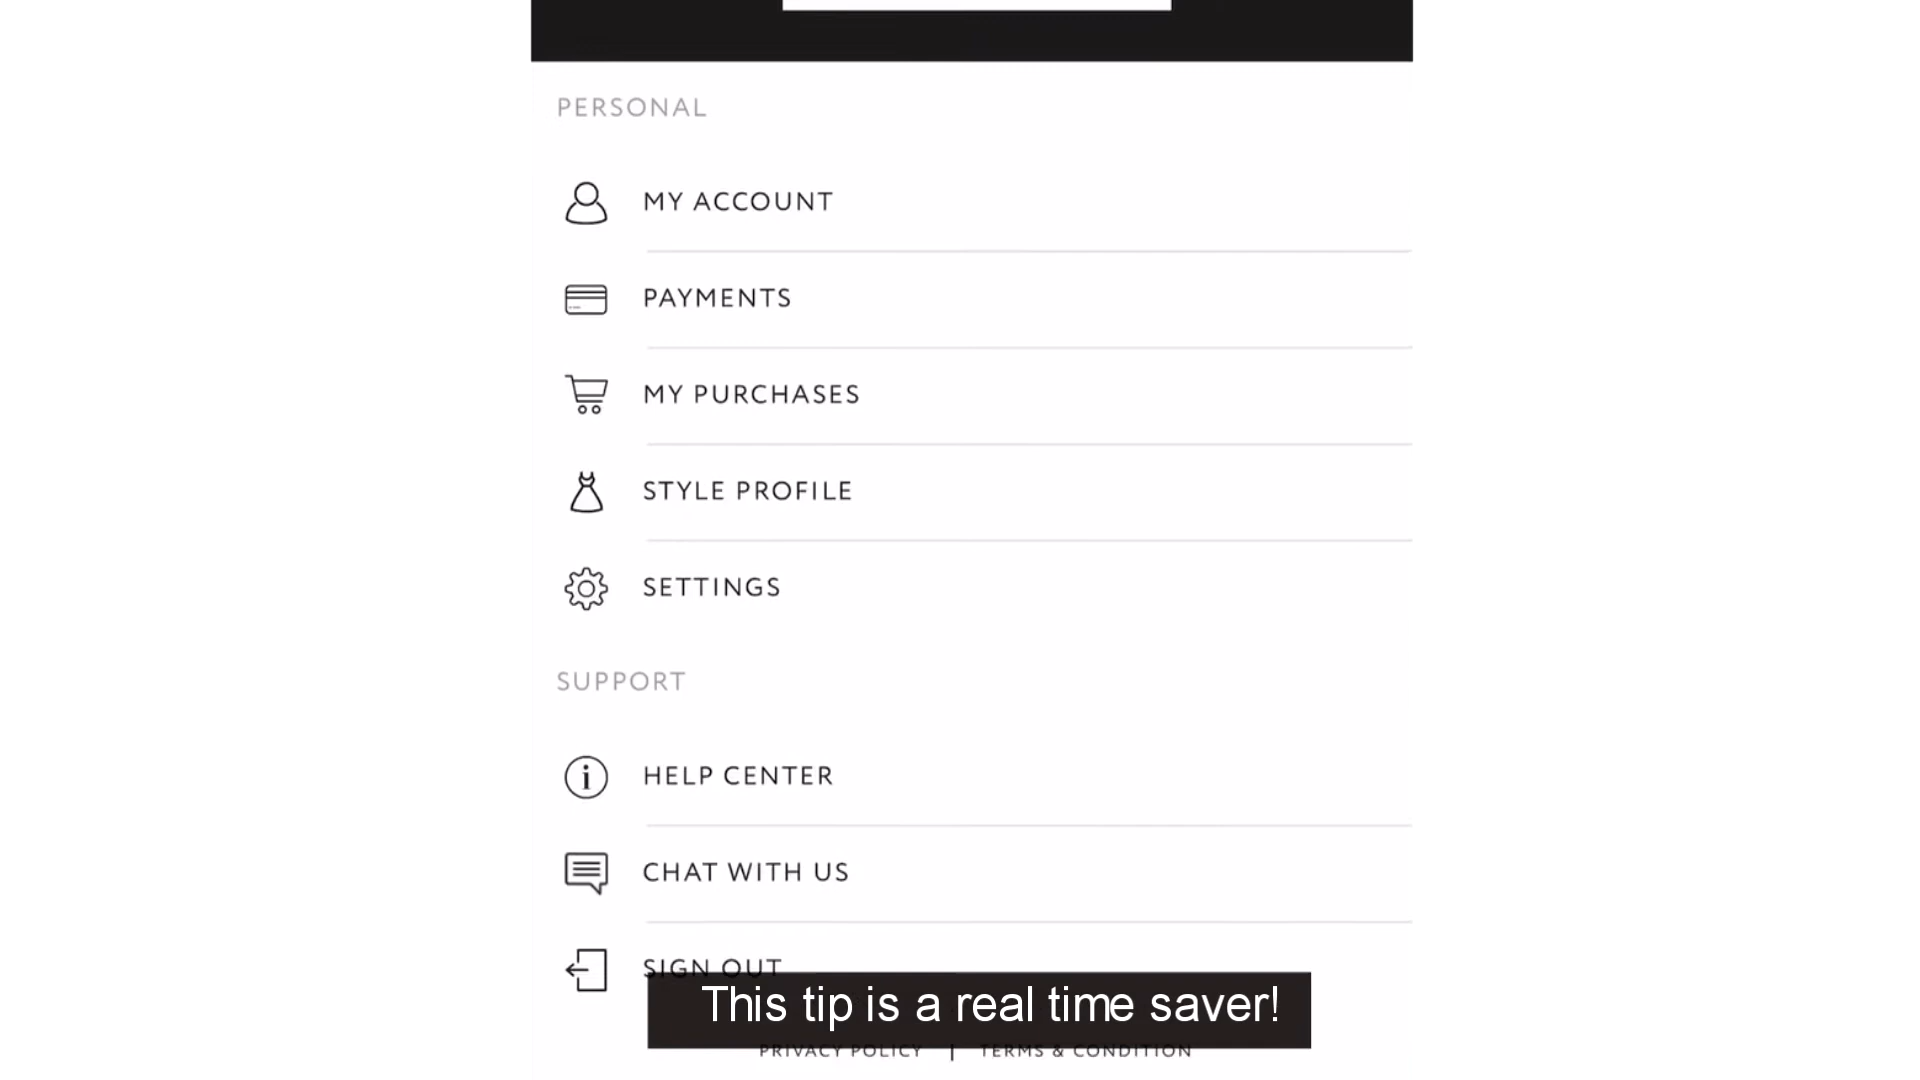 PERSONAL
MY ACCOUNT
PAYMENTS
MY PURCHASES
STYLE PROFILE
SETTINGS
SUPPORT
HELP CENTER
CHAT WITH US
SIGN OUT
This tip is a real time saver!
PRIVACY POLICY | TERMS & CONDITION